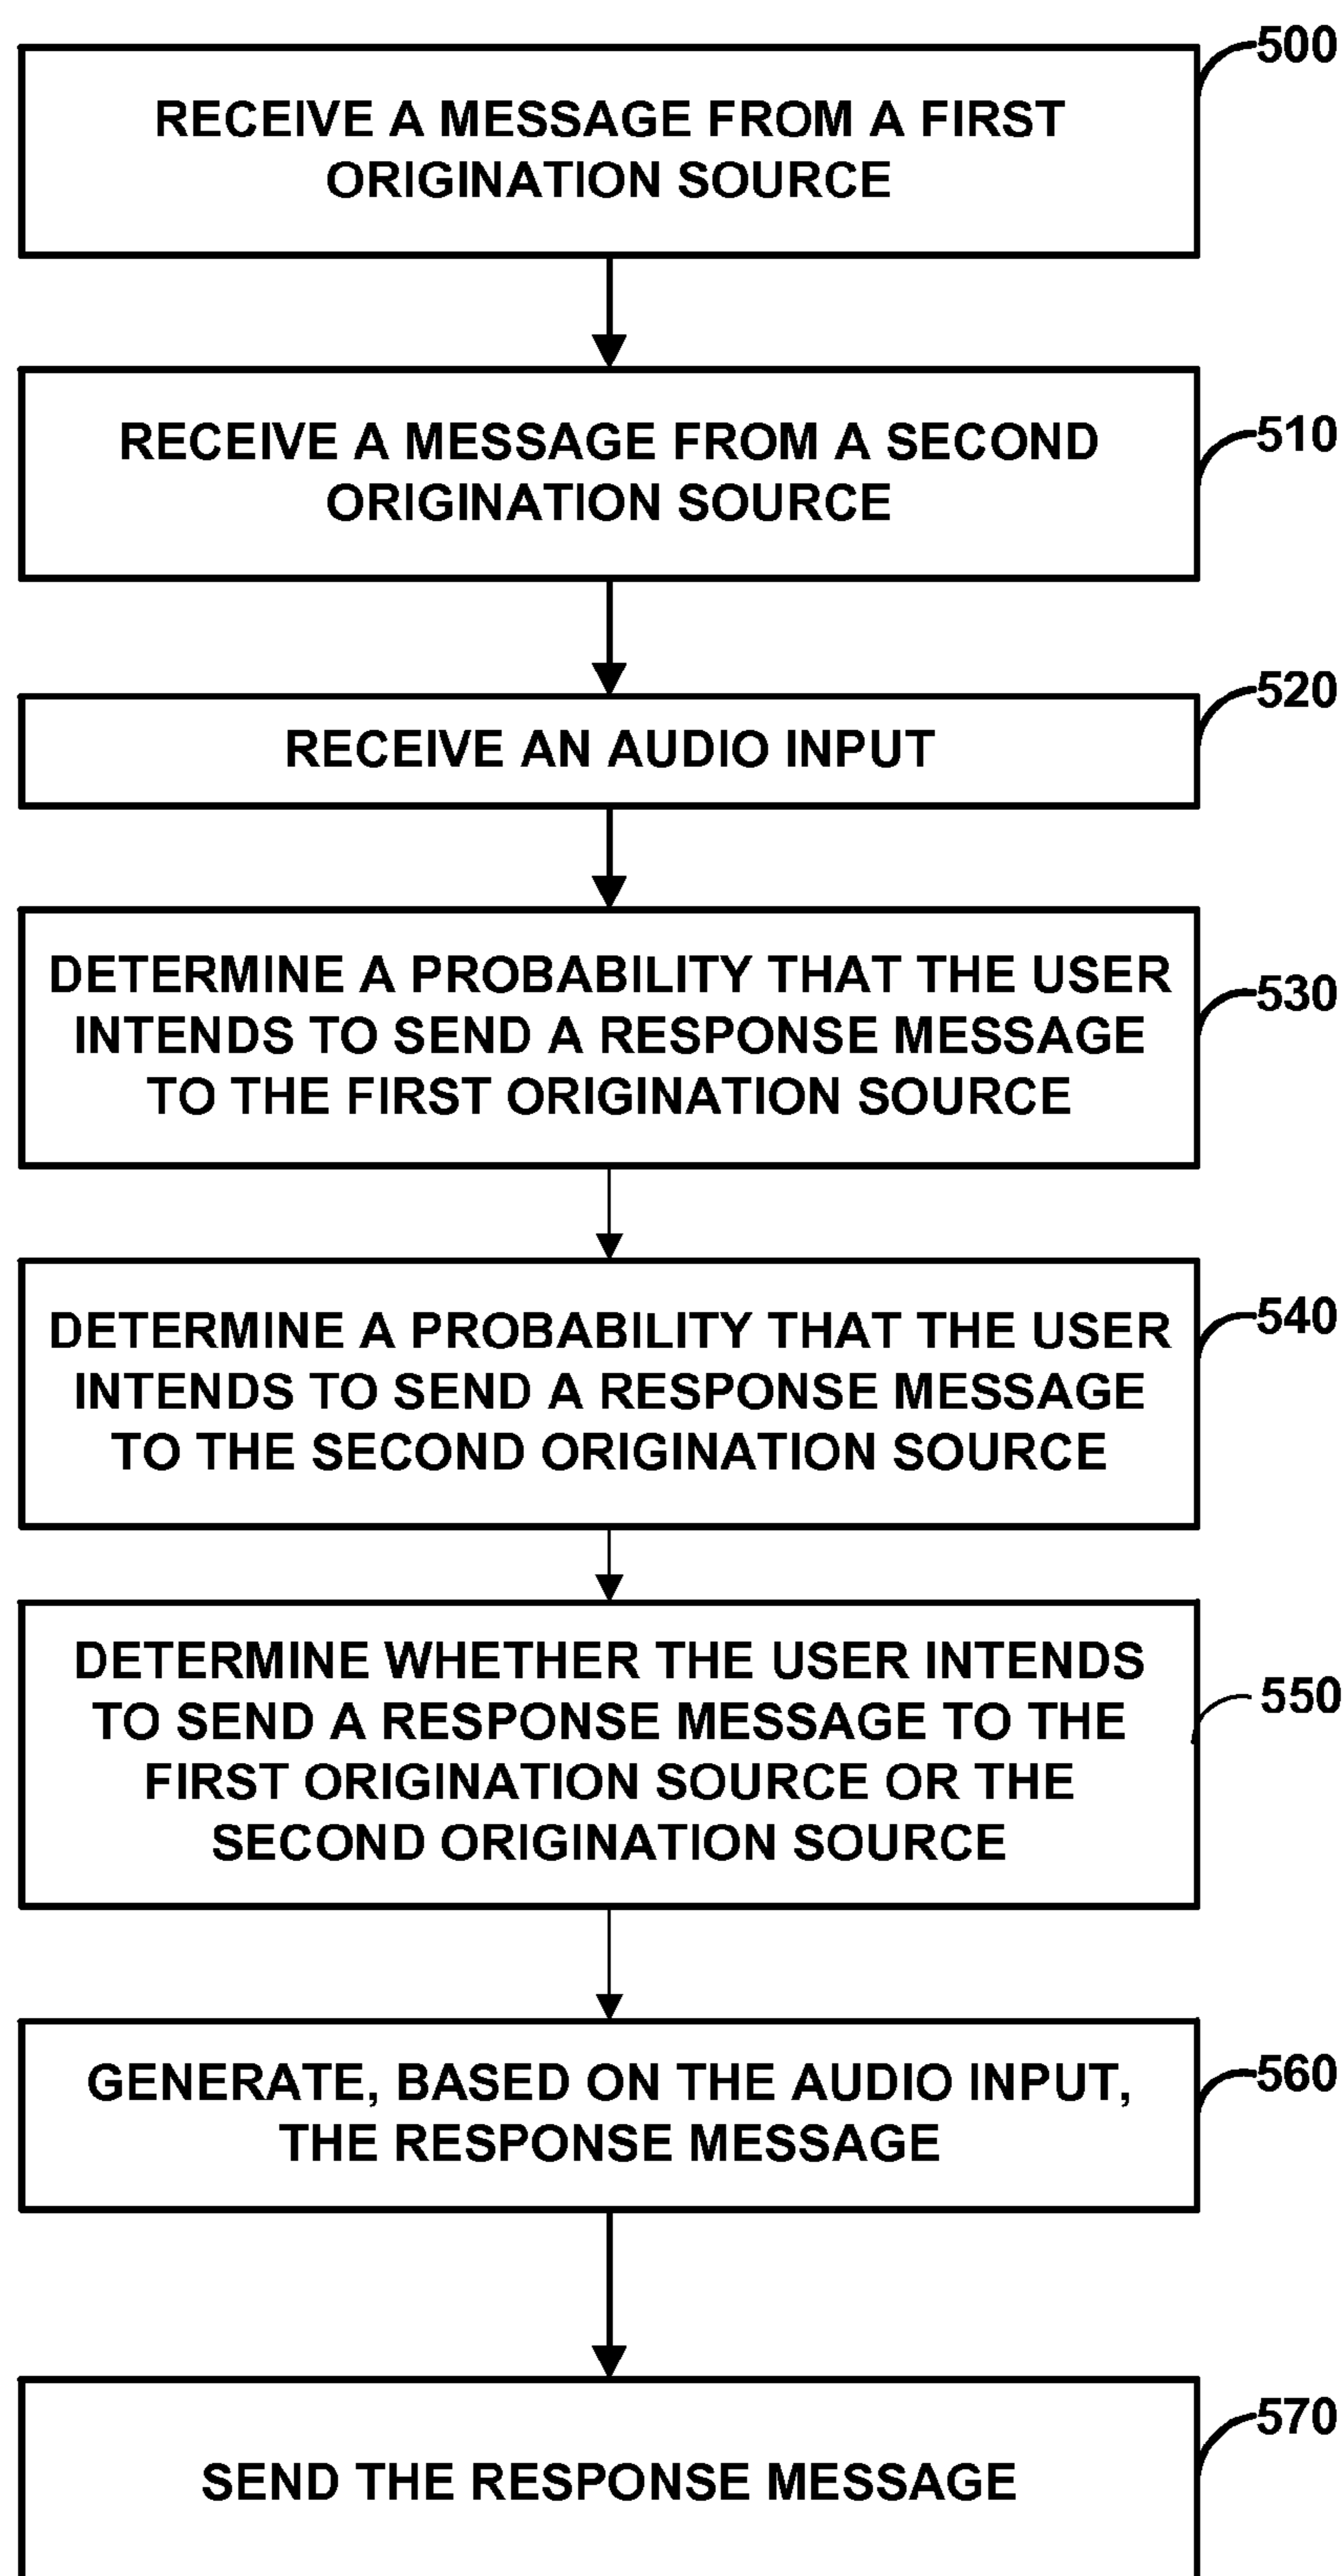 500
RECEIVE A MESSAGE FROM A FIRST
ORIGINATION SOURCE
510
RECEIVE A MESSAGE FROM A SECOND
ORIGINATION SOURCE
520
RECEIVE AN AUDIO INPUT
530
DETERMINE A PROBABILITY THAT THE USER
INTENDS TO SEND A RESPONSE MESSAGE
TO THE FIRST ORIGINATION SOURCE
540
DETERMINE A PROBABILITY THAT THE USER
INTENDS TO SEND A RESPONSE MESSAGE
TO THE SECOND ORIGINATION SOURCE
550
DETERMINE WHETHER THE USER INTENDS
TO SEND A RESPONSE MESSAGE TO THE
FIRST ORIGINATION SOURCE OR THE
SECOND ORIGINATION SOURCE
560
GENERATE, BASED ON THE AUDIO INPUT,
THE RESPONSE MESSAGE
570
SEND THE RESPONSE MESSAGE